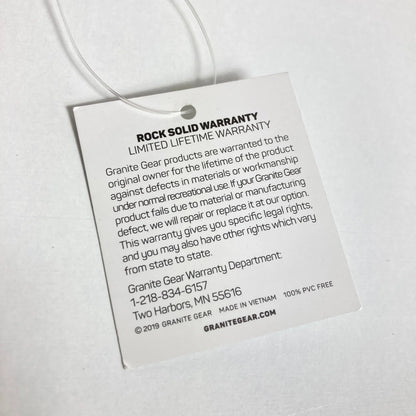 ROCK SOLID WARRANTY
LIMITED LIFETIME WARRANTY
Granite Gear products are warranted to the
original owner for the lifetime of the product
against defects in materials or workmanship
under normal recreational use. If your Granite Gear
product fails due to material or manufacturing
defect, we will repair or replace it at our option.
This warranty gives you specific legal rights,
and you may also have other rights which vary
from state to state.
Granite Gear Warranty Department:
1-218-834-6157
Two Harbors, MN 55616
© 2019 GRANITE GEAR MADE IN VIETNAM 100% PVC FREE
GRANITEGEAR.COM